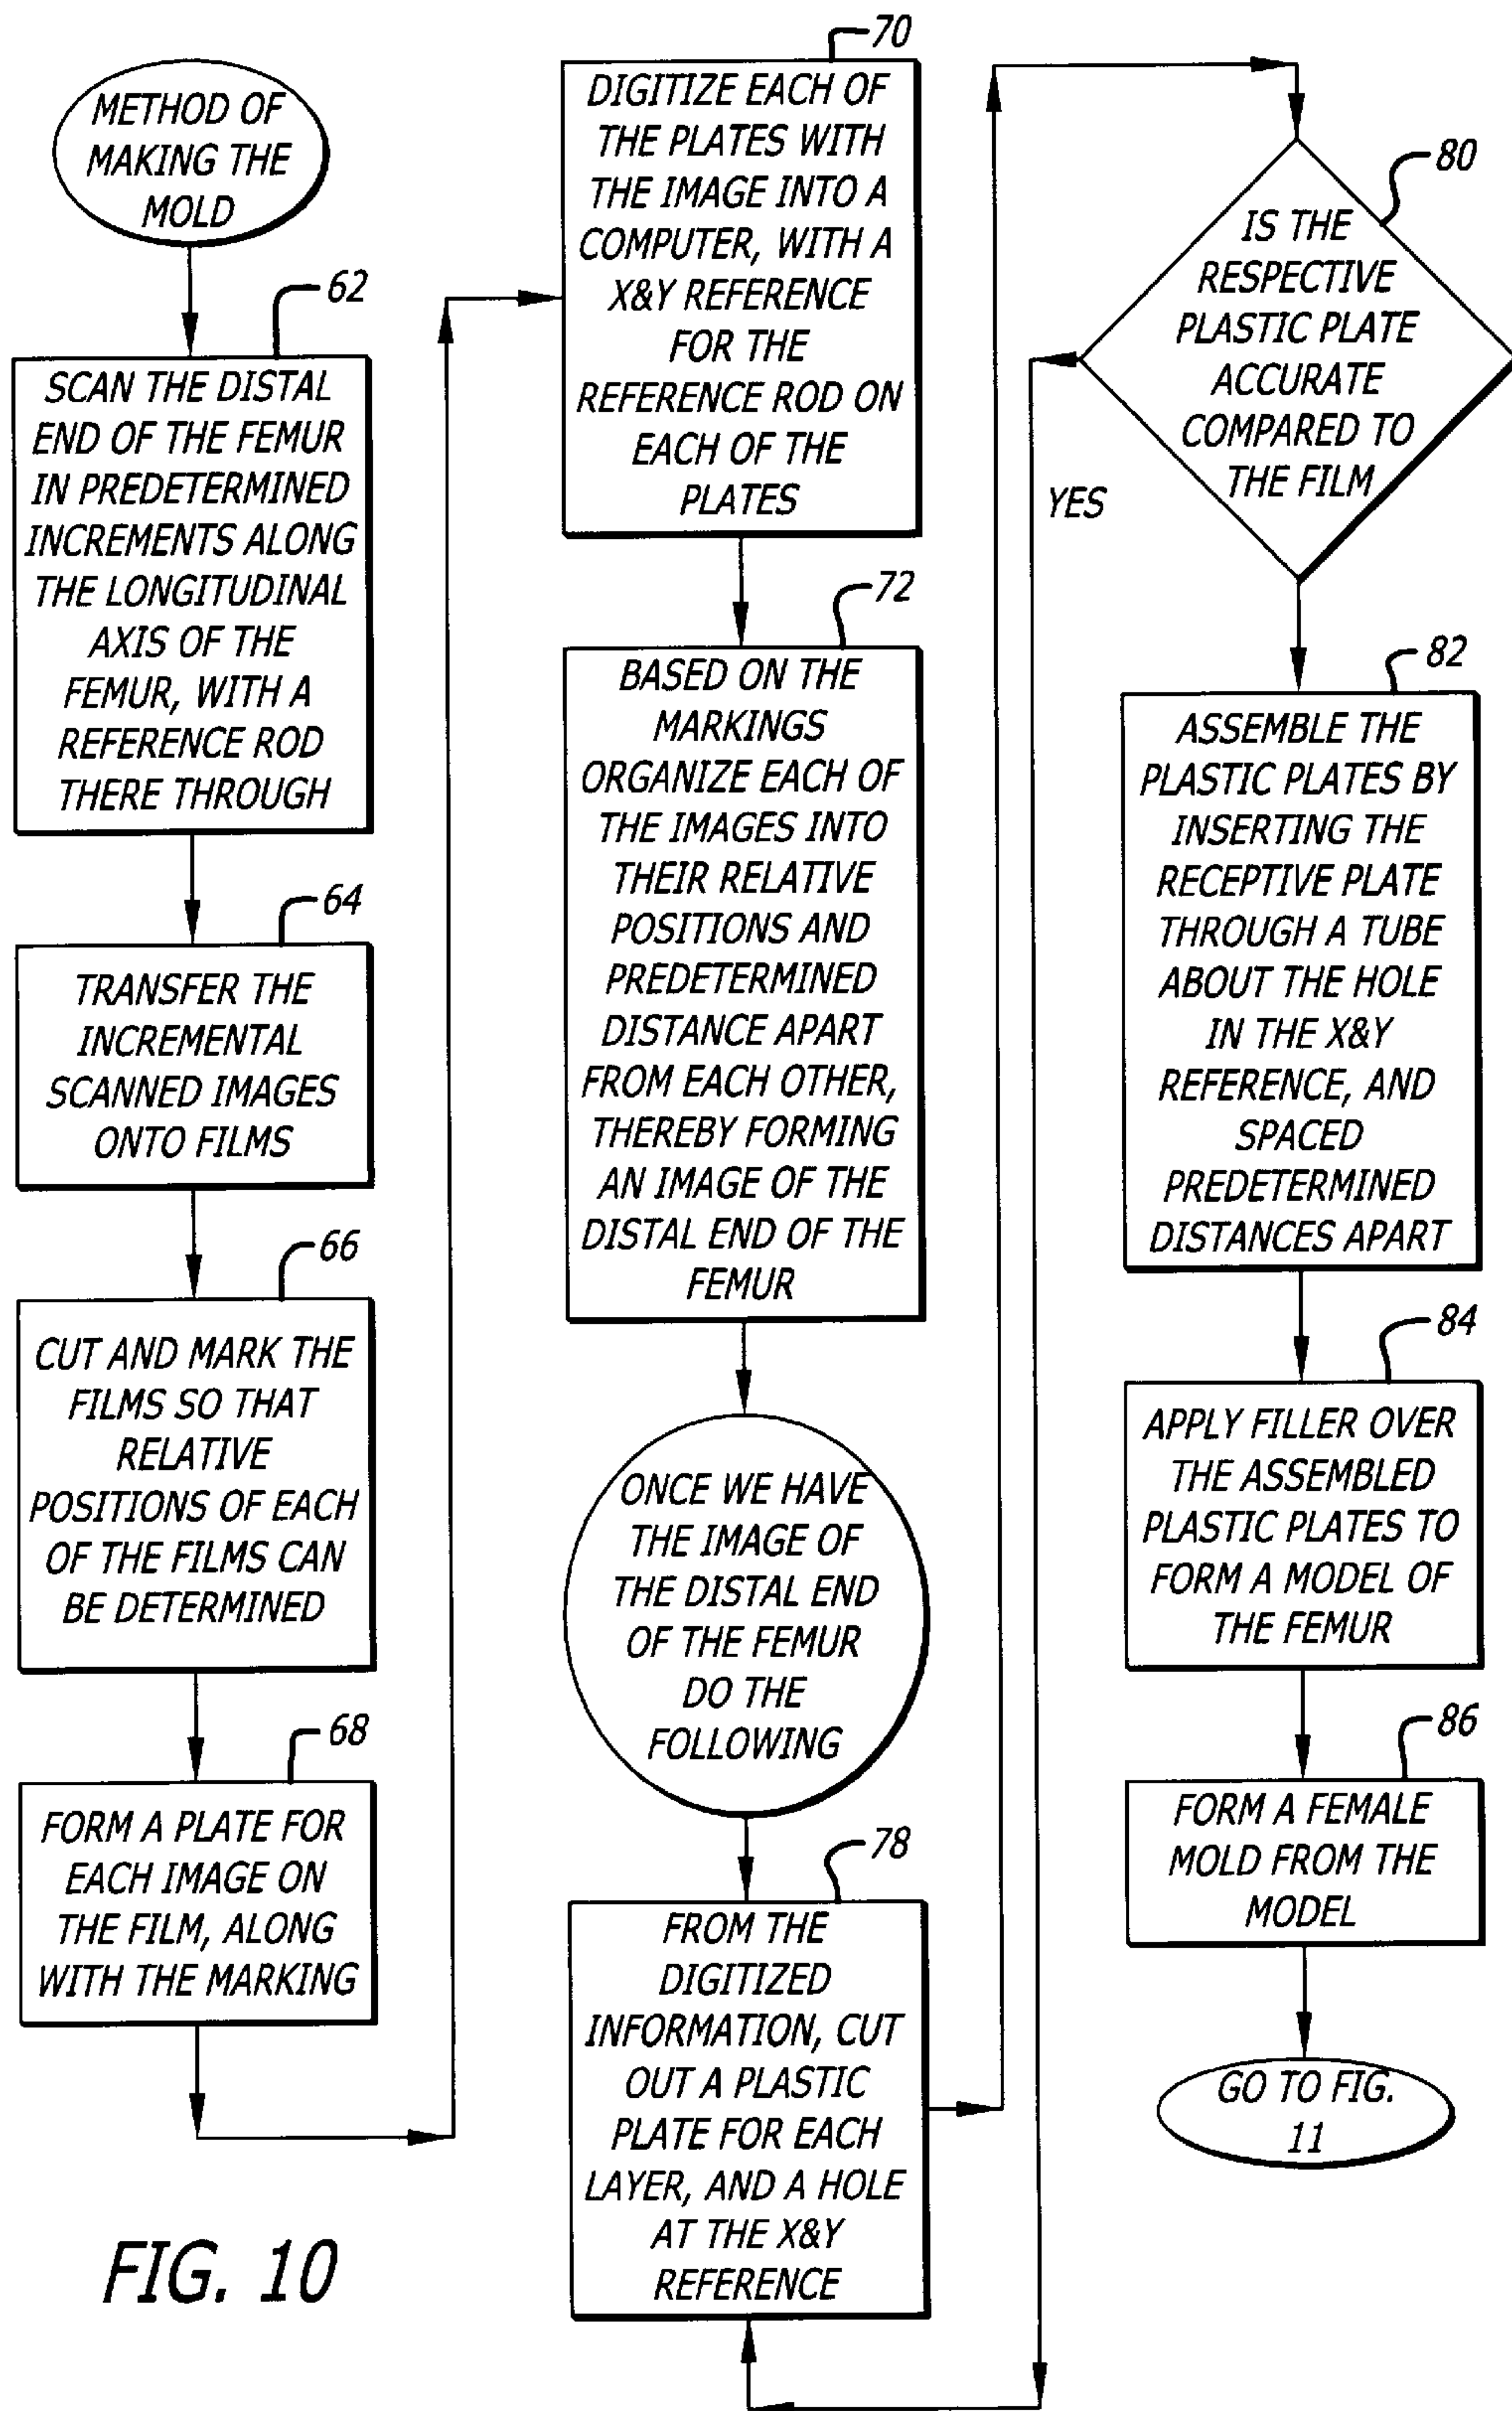 METHOD OF
MAKING THE
MOLD
62
SCAN THE DISTAL
END OF THE FEMUR
IN PREDETERMINED
INCREMENTS ALONG
THE LONGITUDINAL
AXIS OF THE
FEMUR, WITH A
REFERENCE ROD
THERE THROUGH
64
TRANSFER THE
INCREMENTAL
SCANNED IMAGES
ONTO FILMS
66
CUT AND MARK THE
FILMS SO THAT
RELATIVE
POSITIONS OF EACH
OF THE FILMS CAN
BE DETERMINED
68
FORM A PLATE FOR
EACH IMAGE ON
THE FILM, ALONG
WITH THE MARKING
70
DIGITIZE EACH OF
THE PLATES WITH
THE IMAGE INTO A
COMPUTER, WITH A
X&Y REFERENCE
FOR THE
REFERENCE ROD ON
EACH OF THE
PLATES
72
BASED ON THE
MARKINGS
ORGANIZE EACH OF
THE IMAGES INTO
THEIR RELATIVE
POSITIONS AND
PREDETERMINED
DISTANCE APART
FROM EACH OTHER,
THEREBY FORMING
AN IMAGE OF THE
DISTAL END OF THE
FEMUR
ONCE WE HAVE
THE IMAGE OF
THE DISTAL END
OF THE FEMUR
DO THE
FOLLOWING
78
FROM THE
DIGITIZED
INFORMATION, CUT
OUT A PLASTIC
PLATE FOR EACH
LAYER, AND A HOLE
AT THE X&Y
REFERENCE
80
IS THE
RESPECTIVE
PLASTIC PLATE
ACCURATE
COMPARED TO
THE FILM
YES
82
ASSEMBLE THE
PLASTIC PLATES BY
INSERTING THE
RECEPTIVE PLATE
THROUGH A TUBE
ABOUT THE HOLE
IN THE X&Y
REFERENCE, AND
SPACED
PREDETERMINED
DISTANCES APART
84
APPLY FILLER OVER
THE ASSEMBLED
PLASTIC PLATES TO
FORM A MODEL OF
THE FEMUR
86
FORM A FEMALE
MOLD FROM THE
MODEL
GO TO FIG.
11
FIG. 10